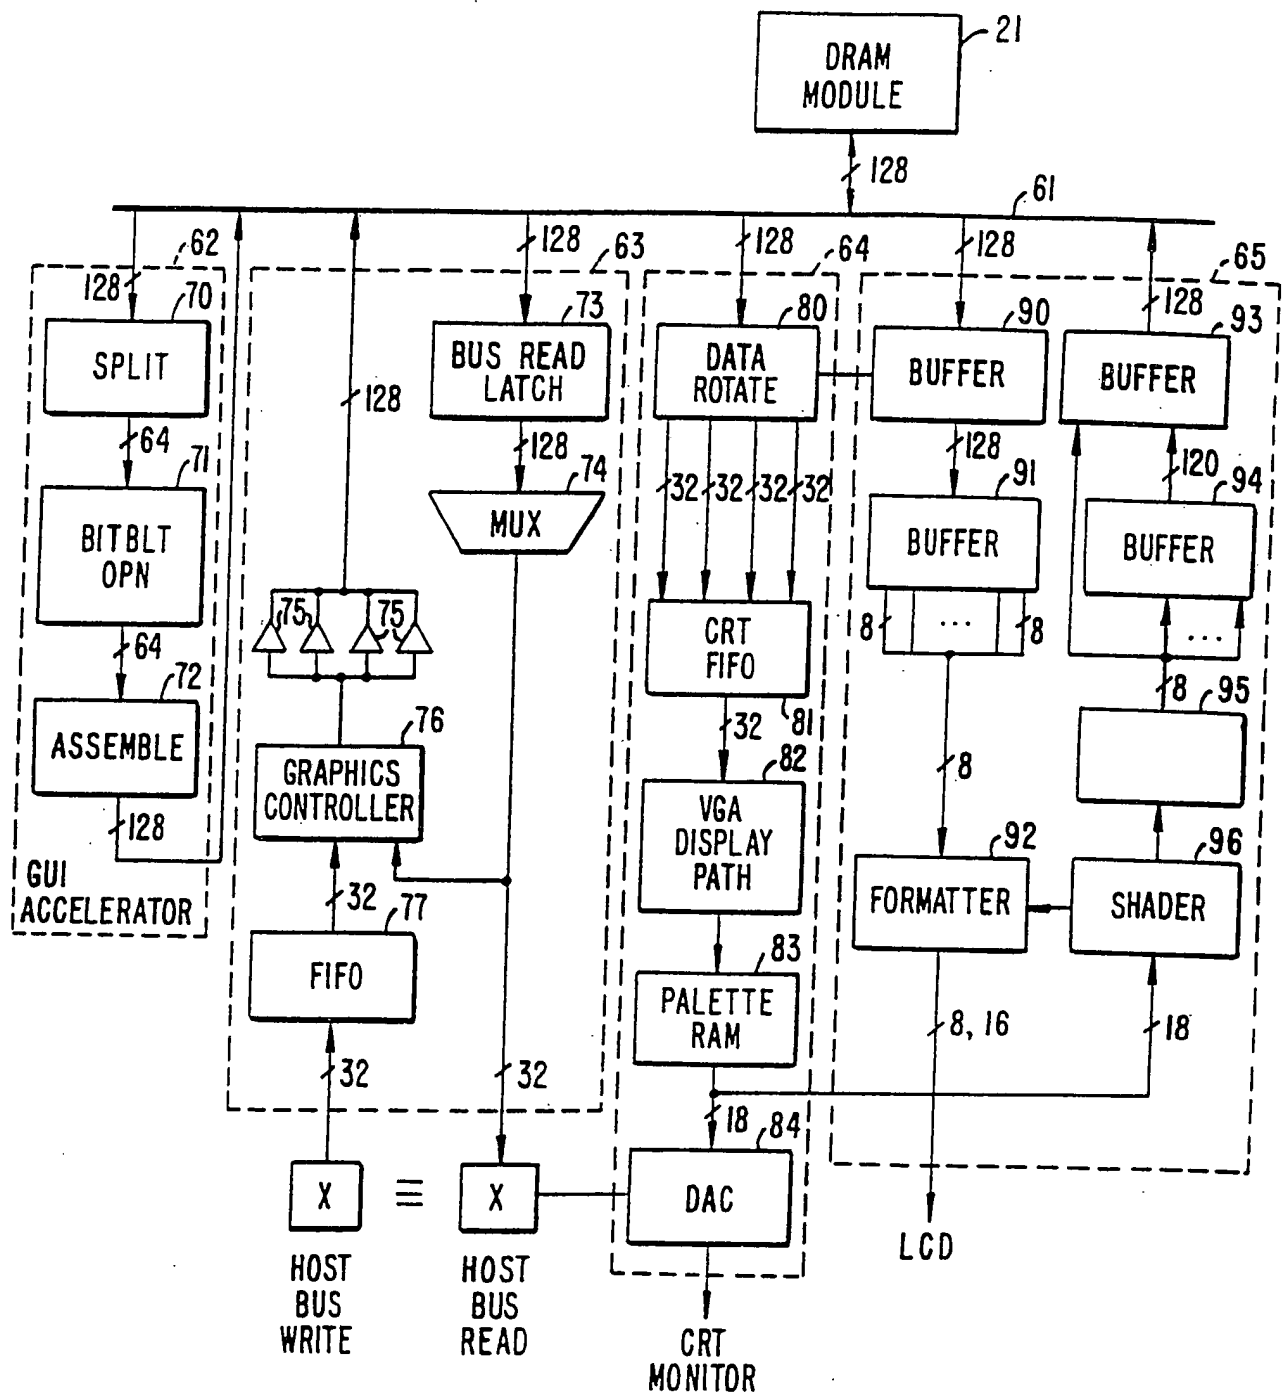 DRAM
MODULE
21
128
61
128
62
128
63
128
64
128
65
128
70
SPLIT
128
73
BUS READ
LATCH
80
DATA
ROTATE
90
BUFFER
93
BUFFER
64
71
BITBLT
OPN
128
74
MUX
32
32
32
32
128
91
BUFFER
120
94
BUFFER
64
72
ASSEMBLE
75
75
CRT
FIFO
81
8
...
8
...
8
95
128
76
GRAPHICS
CONTROLLER
32
82
VGA
DISPLAY
PATH
8
92
FORMATTER
96
SHADER
GUI
ACCELERATOR
32
77
FIFO
83
PALETTE
RAM
8, 16
18
32
32
18
84
DAC
X
≡
X
HOST
BUS
WRITE
HOST
BUS
READ
CRT
MONITOR
LCD